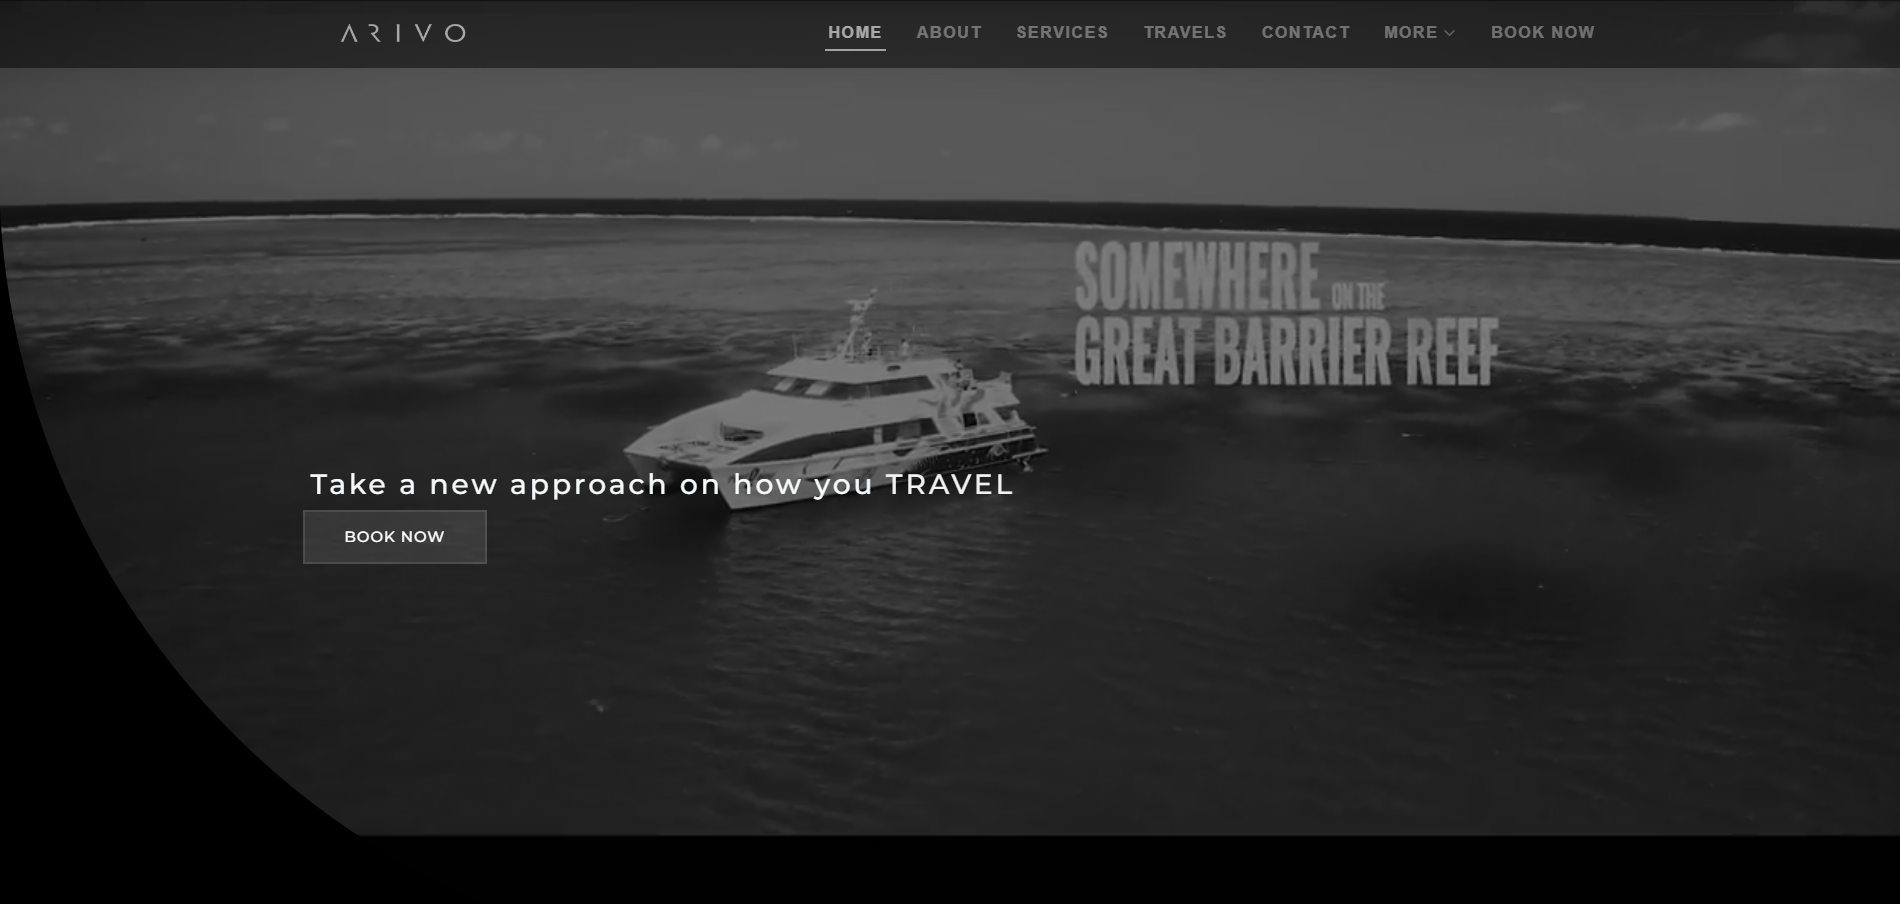 ARIVO
HOME ABOUT SERVICES TRAVELS CONTACT MORE BOOK NOW
SOMEWHERE ON THE
GREAT BARRIER REEF
Take a new approach on how you TRAVEL
BOOK NOW